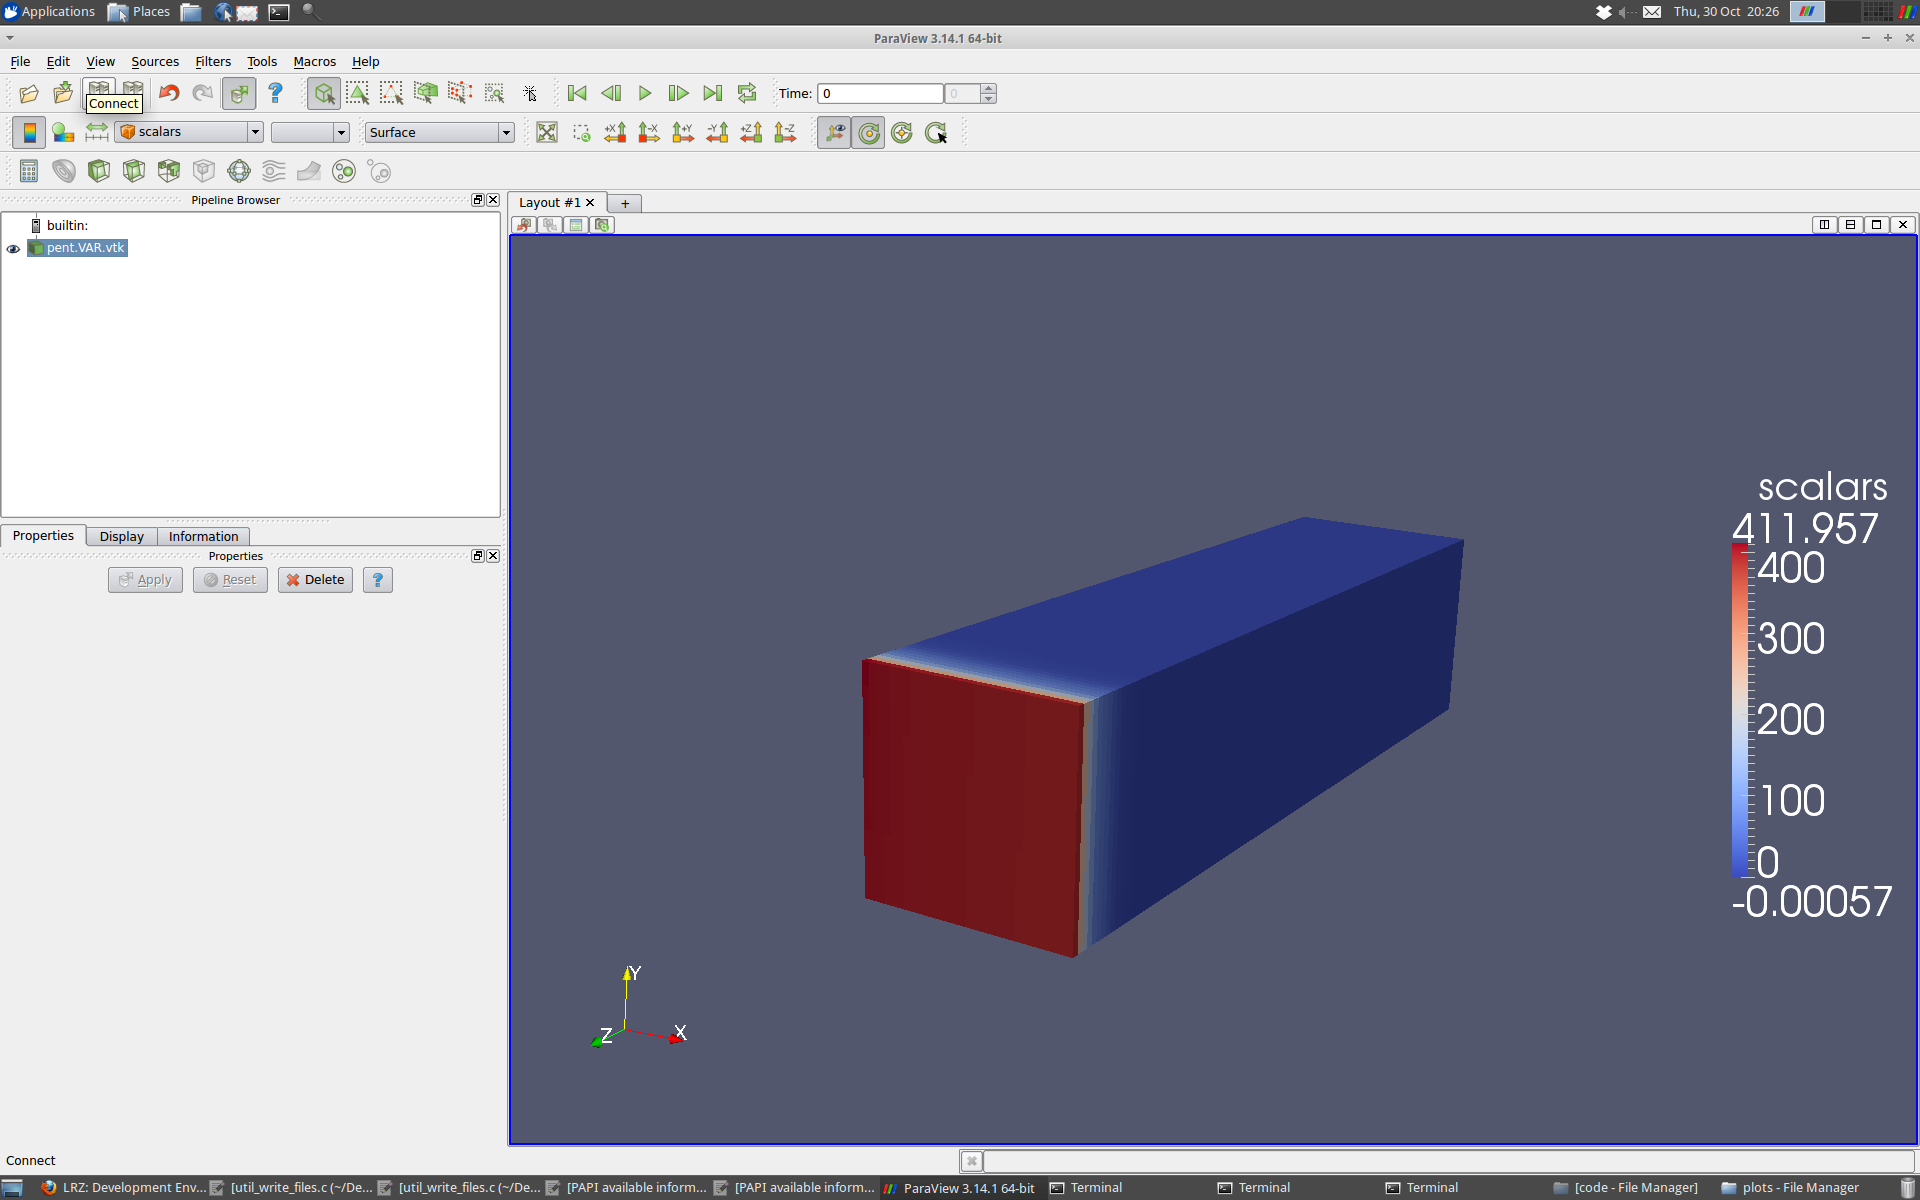 Applications Places Thu, 30 Oct 20:26
ParaView 3.14.1 64-bit
File Edit View Sources Filters Tools Macros Help
Connect
Time: 0 0
scalars Surface
+X -X +Y -Y +Z -Z
Pipeline Browser
Layout #1 +
builtin:
pent.VAR.vtk
Properties Display Information
Properties
Apply Reset Delete ?
scalars
411.957
400
300
200
100
0
-0.00057
Y
Z X
Connect
LRZ: Development Env... [util_write_files.c (~/De... [util_write_files.c (~/De... [PAPI available inform... [PAPI available inform... ParaView 3.14.1 64-bit Terminal Terminal Terminal [code - File Manager] plots - File Manager